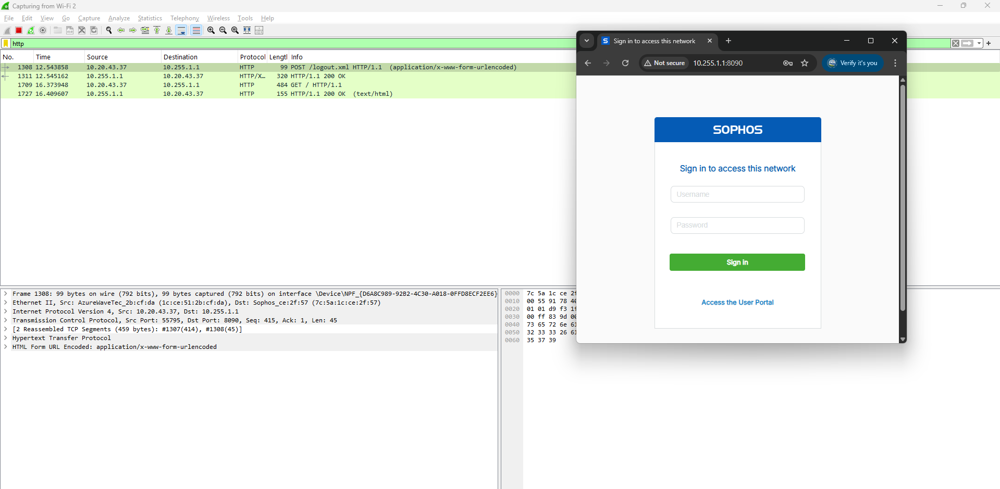 Capturing from Wi-Fi 2
File Edit View Go Capture Analyze Statistics Telephony Wireless Tools Help
http
No. Time Source Destination Protocol Lengtl Info
1308 12.543858 10.20.43.37 10.255.1.1 HTTP 99 POST /logout.xml HTTP/1.1 (application/x-www-form-urlencoded)
1311 12.545162 10.255.1.1 10.20.43.37 HTTP/X… 320 HTTP/1.1 200 OK
1709 16.373948 10.20.43.37 10.255.1.1 HTTP 484 GET / HTTP/1.1
1727 16.409607 10.255.1.1 10.20.43.37 HTTP 155 HTTP/1.1 200 OK (text/html)
Frame 1308: 99 bytes on wire (792 bits), 99 bytes captured (792 bits) on interface \Device\NPF_{D6A8C989-92B2-4C30-A018-0FFD8ECF2EE6}
Ethernet II, Src: AzureWaveTec_2b:cf:da (1c:ce:51:2b:cf:da), Dst: Sophos_ce:2f:57 (7c:5a:1c:ce:2f:57)
Internet Protocol Version 4, Src: 10.20.43.37, Dst: 10.255.1.1
Transmission Control Protocol, Src Port: 55795, Dst Port: 8090, Seq: 415, Ack: 1, Len: 45
[2 Reassembled TCP Segments (459 bytes): #1307(414), #1308(45)]
Hypertext Transfer Protocol
HTML Form URL Encoded: application/x-www-form-urlencoded
0000 7c 5a 1c ce 2f
0010 00 55 91 78 40
0020 01 01 d9 f3 1f
0030 00 ff 83 9d 00
0040 73 65 72 6e 61
0050 32 33 33 26 61
0060 35 37 39
Sign in to access this network
Not secure 10.255.1.1:8090 Verify it's you
SOPHOS
Sign in to access this network
Username
Password
Sign in
Access the User Portal